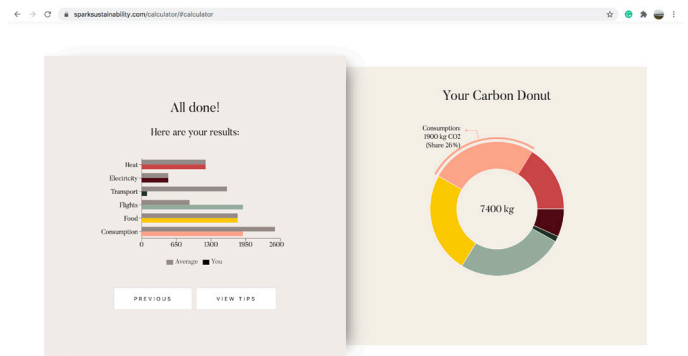 sparksustainability.com/calculator/#calculator
All done!
Here are your results:
Heat
Electricity
Transport
Flights
Food
Consumption
0 650 1300 1950 2600
Average You
PREVIOUS VIEW TIPS
Your Carbon Donut
Consumption:
1900 kg CO2
(Share 26%)
7400 kg